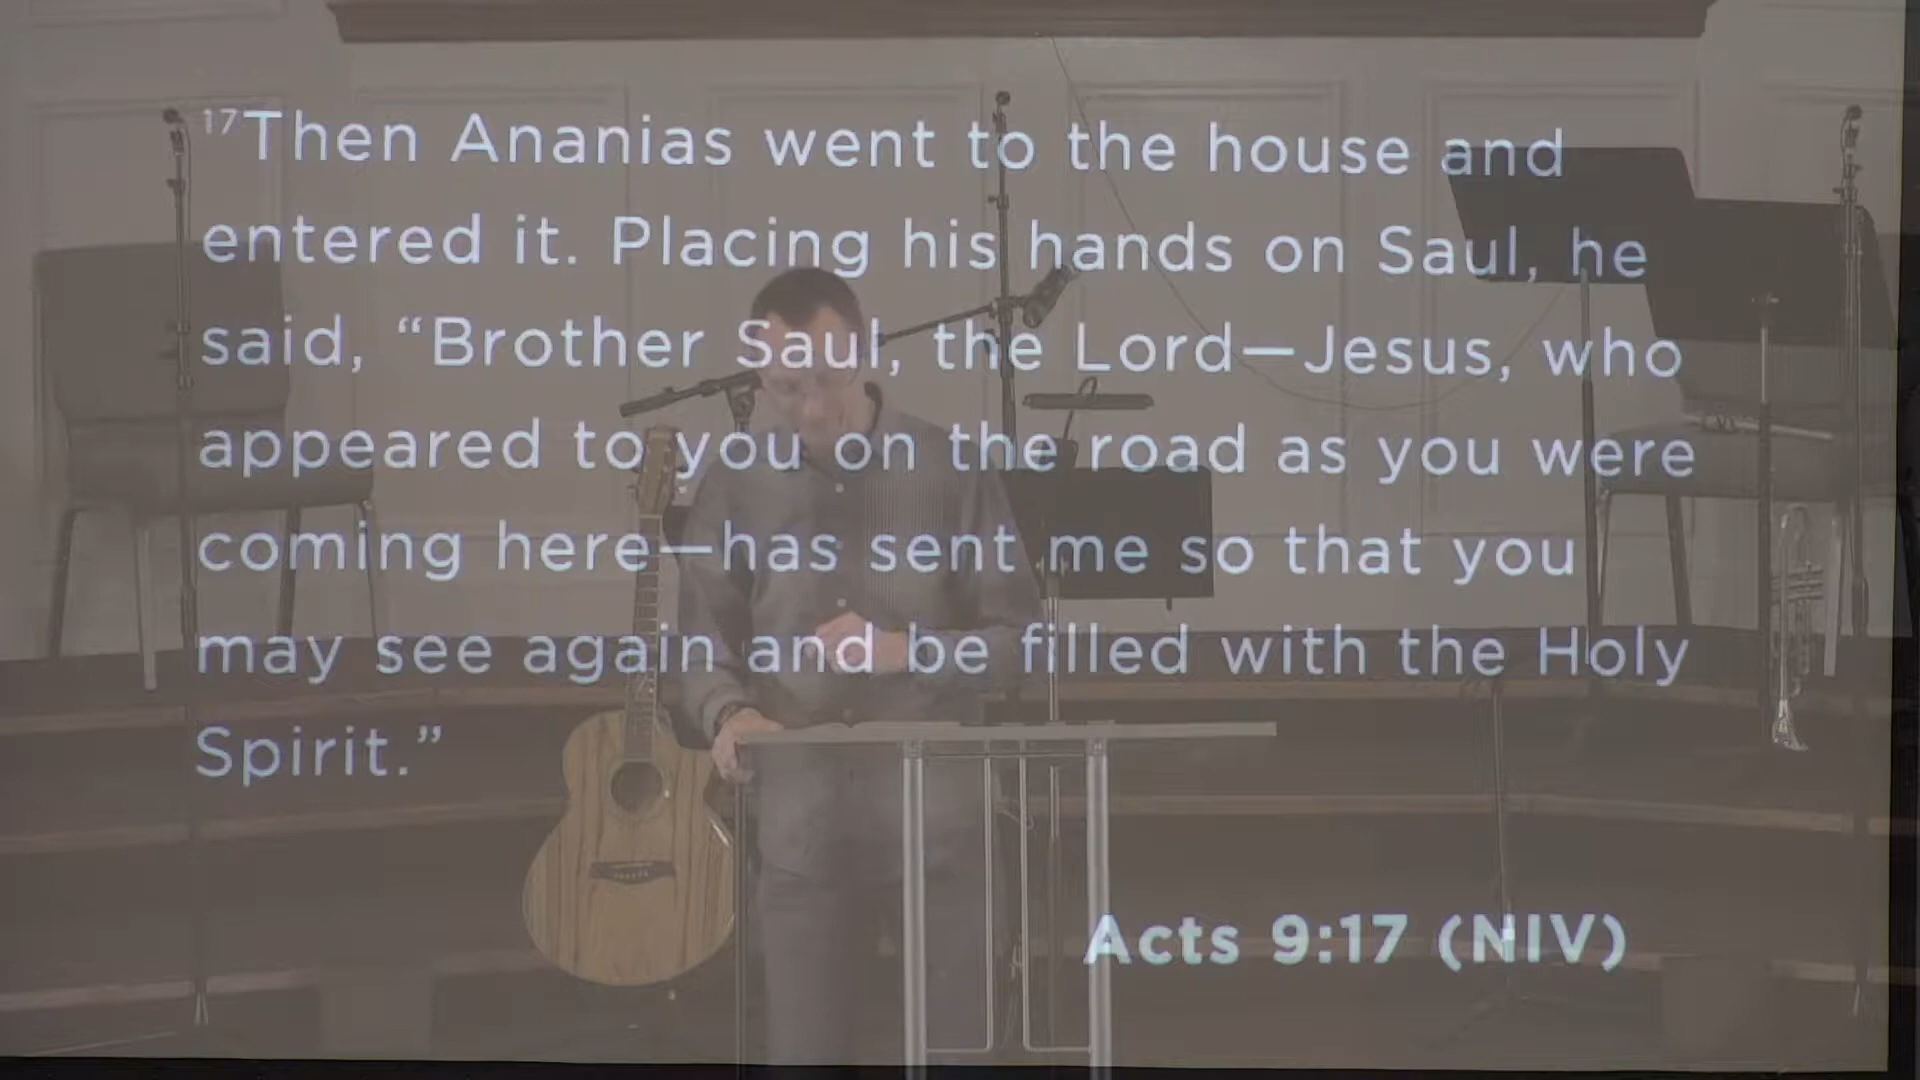 17Then Ananias went to the house and
entered it. Placing his hands on Saul, he
said, “Brother Saul, the Lord—Jesus, who
appeared to you on the road as you were
coming here—has sent me so that you
may see again and be filled with the Holy
Spirit.”
Acts 9:17 (NIV)